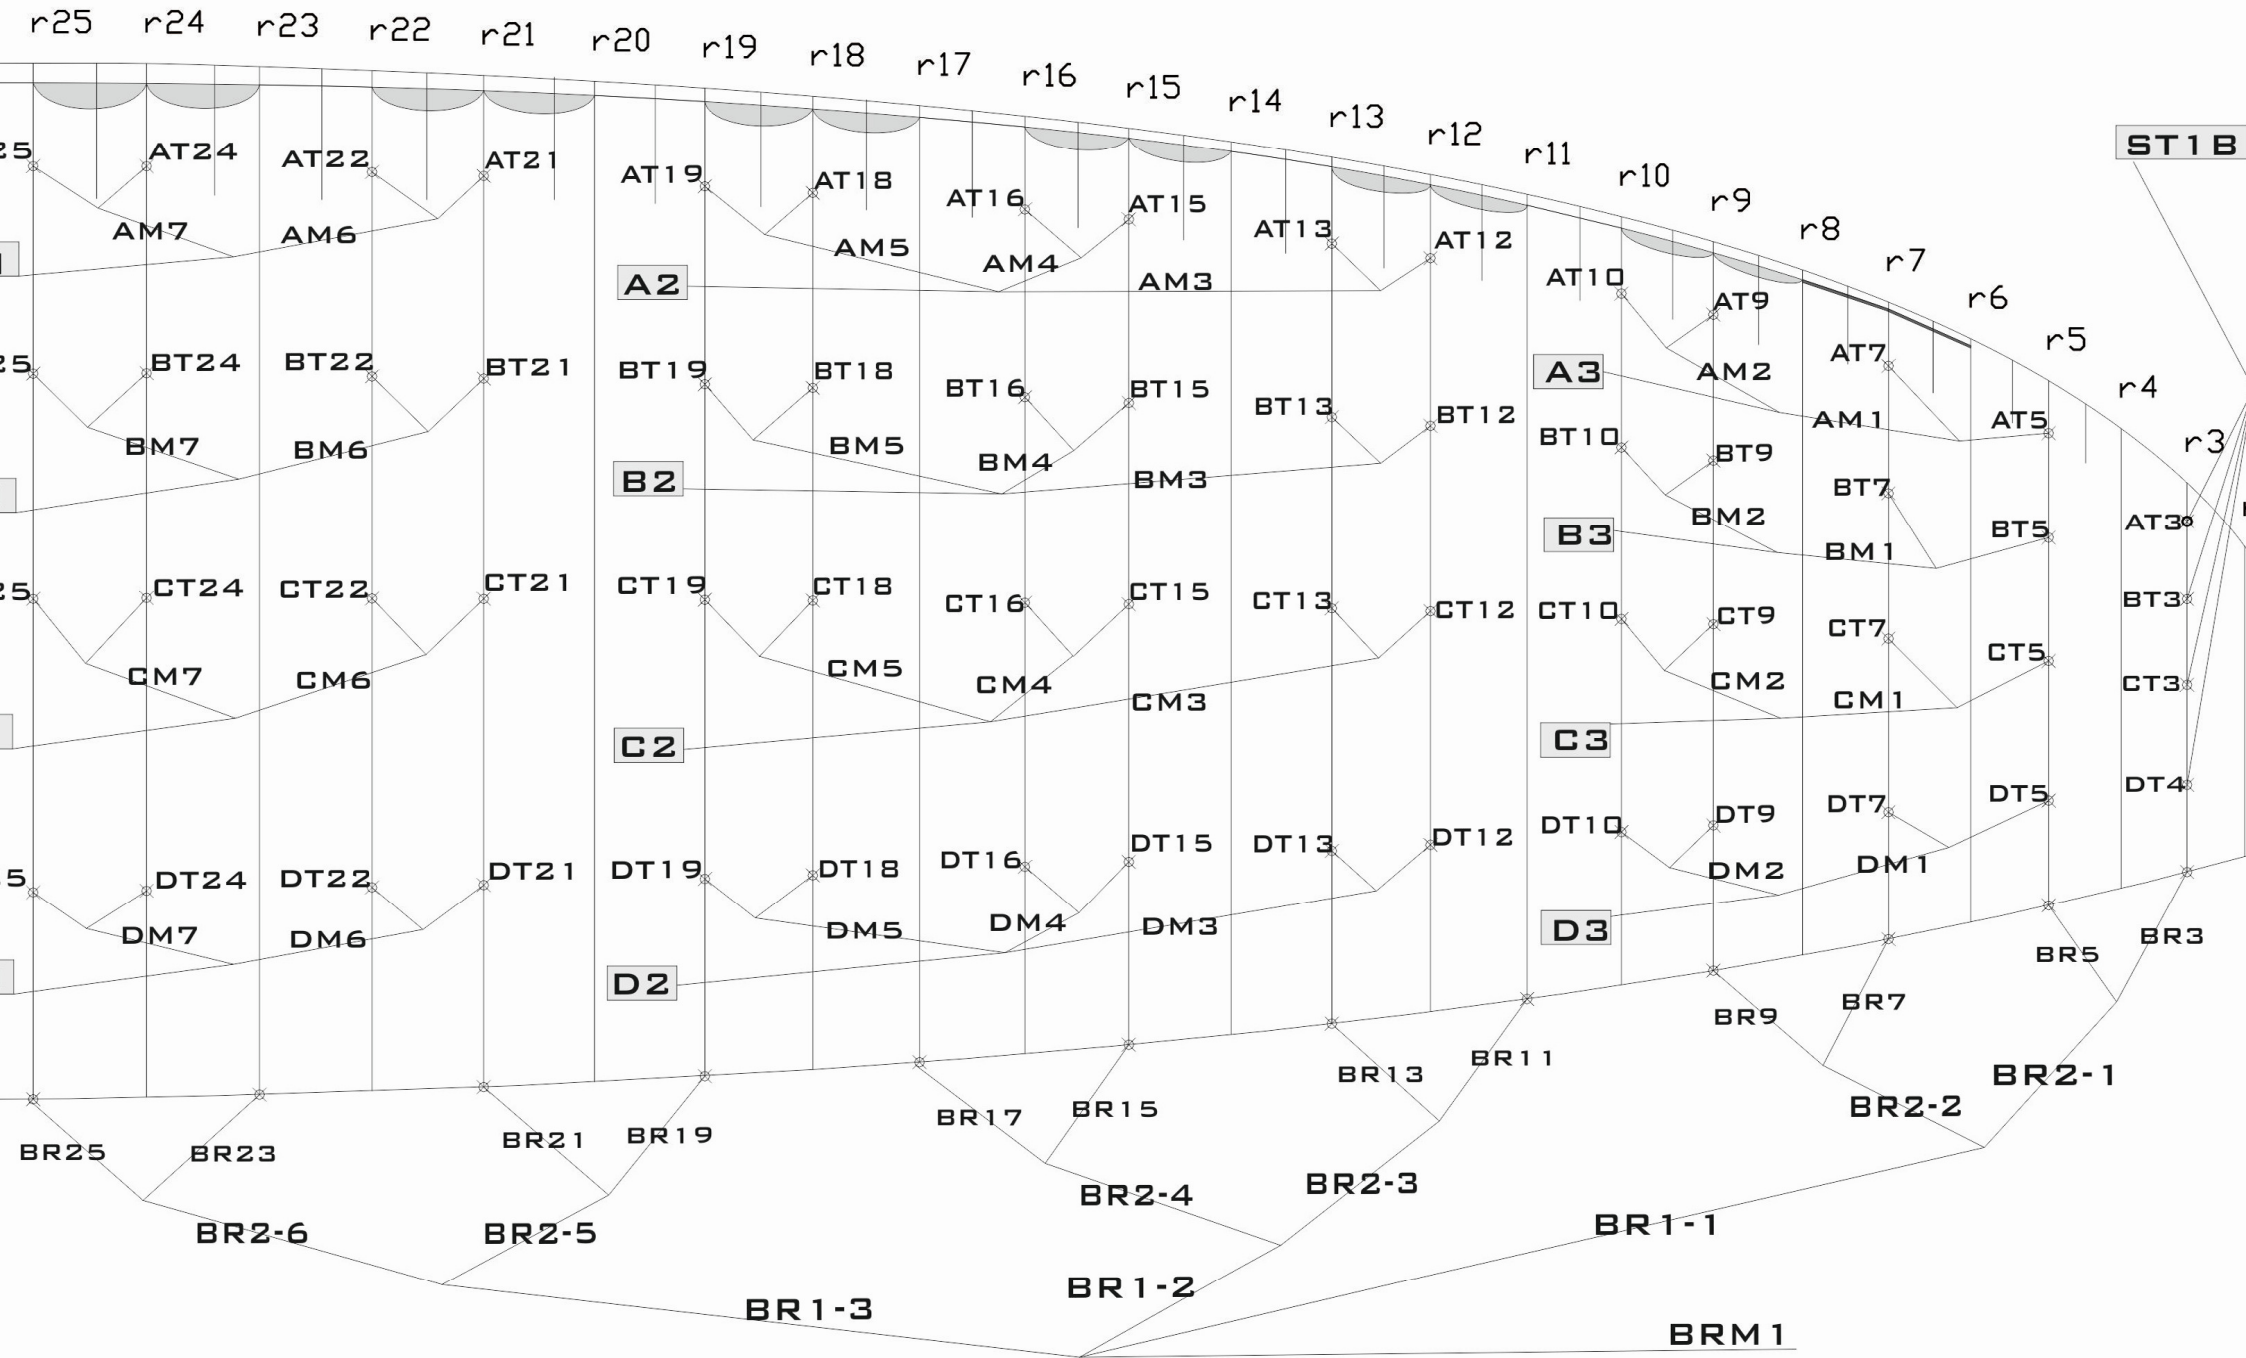 r25 r24 r23 r22 r21 r20 r19 r18 r17 r16 r15 r14 r13 r12 r11 r10 r9 r8 r7 r6 r5 r4 r3
ST1B
25 AT24 AT22 AT21 AT19 AT18 AT16 AT15 AT13 AT12 AT10 AT9 AT7 AT5 AT3
AM7 AM6 AM5 AM4 AM3 AM2 AM1
A2 A3
25 BT24 BT22 BT21 BT19 BT18 BT16 BT15 BT13 BT12 BT10 BT9 BT7 BT5 BT3
BM7 BM6 BM5 BM4 BM3 BM2 BM1
B2 B3
25 CT24 CT22 CT21 CT19 CT18 CT16 CT15 CT13 CT12 CT10 CT9 CT7 CT5 CT3
CM7 CM6 CM5 CM4 CM3 CM2 CM1
C2 C3
5 DT24 DT22 DT21 DT19 DT18 DT16 DT15 DT13 DT12 DT10 DT9 DT7 DT5 DT4
DM7 DM6 DM5 DM4 DM3 DM2 DM1
D2 D3
BR25 BR23 BR21 BR19 BR17 BR15 BR13 BR11 BR9 BR7 BR5 BR3
BR2-6 BR2-5 BR2-4 BR2-3 BR2-2 BR2-1
BR1-3 BR1-2 BR1-1
BRM1